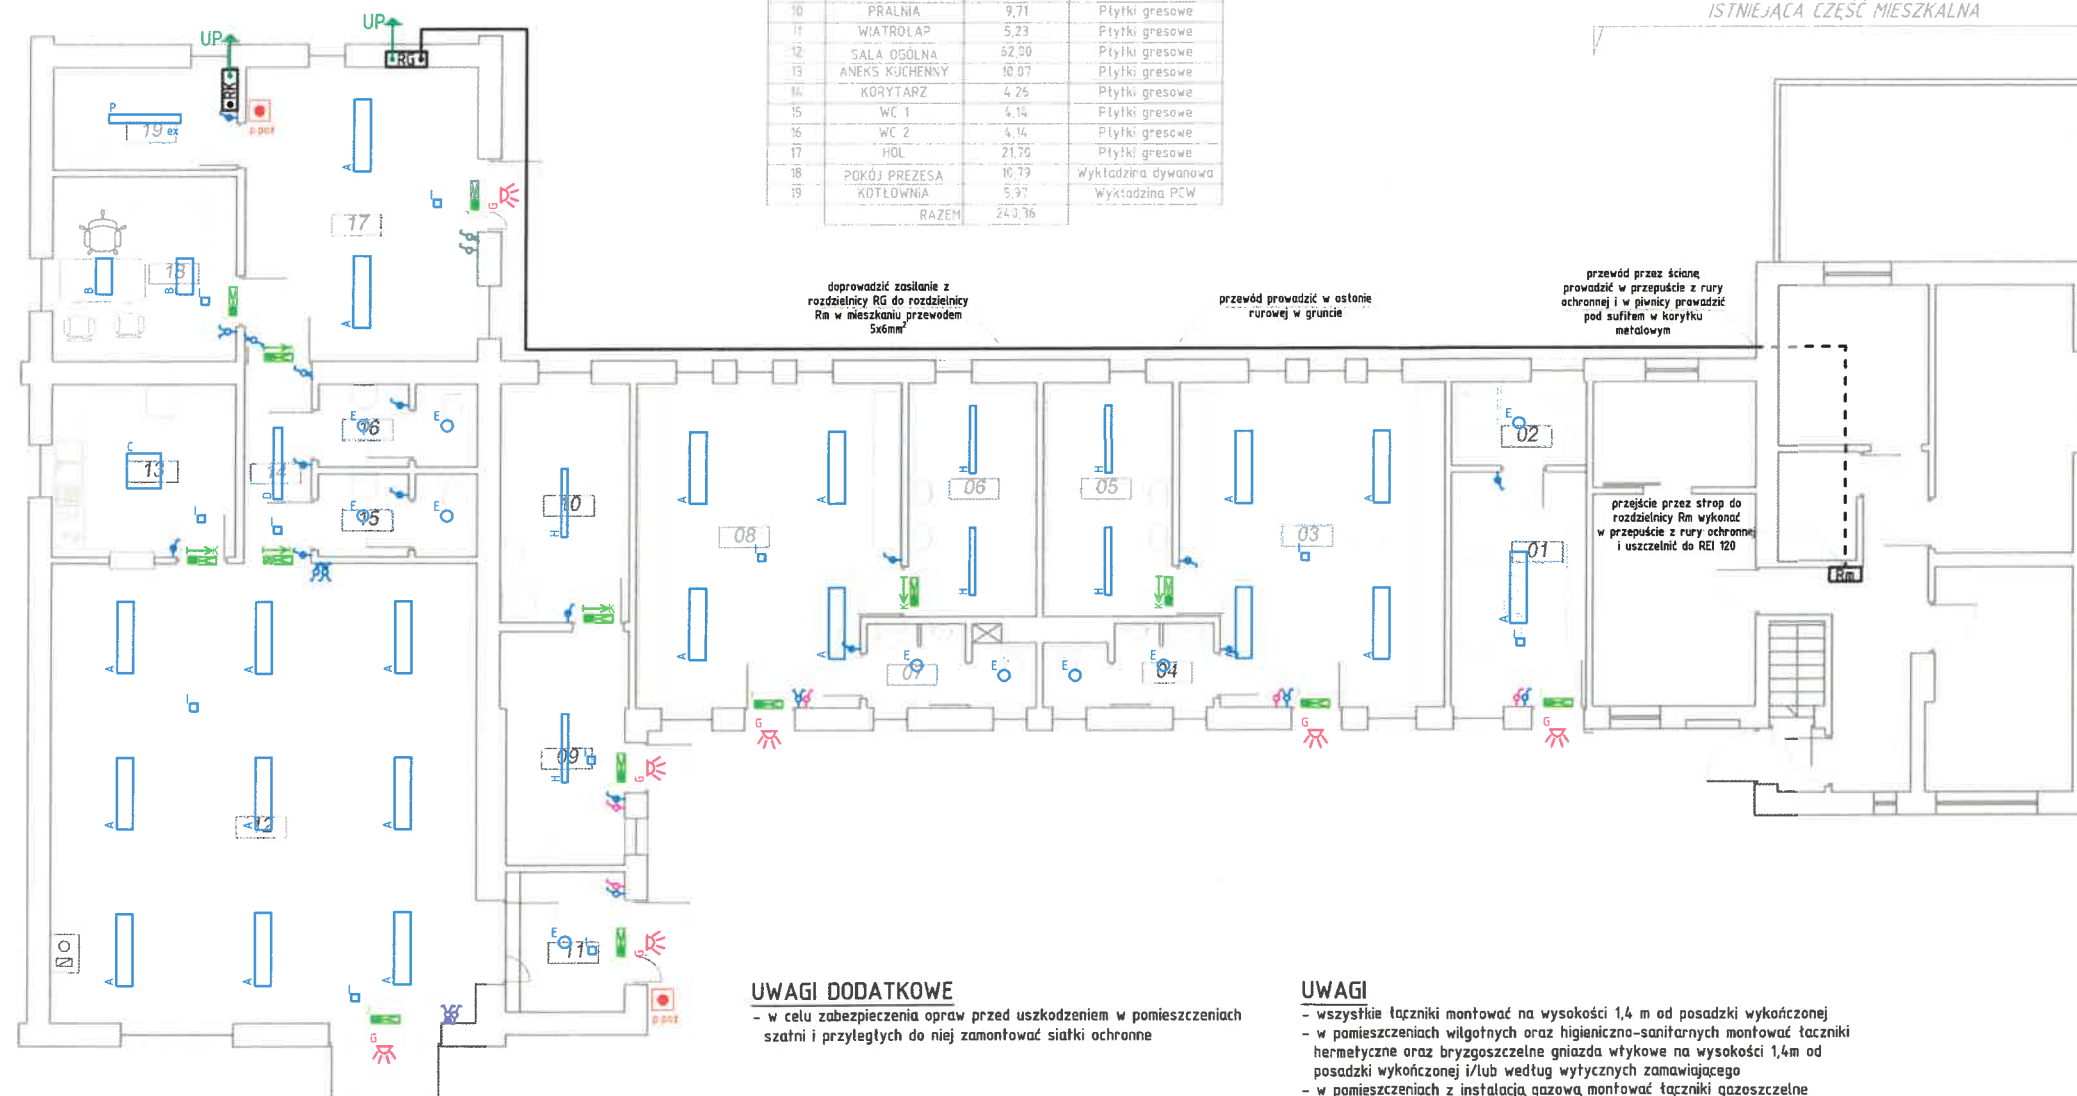 10 PRALNIA 9,71 Płytki gresowe
11 WIATROŁAP 5,23 Płytki gresowe
12 SALA OGÓLNA 62,00 Płytki gresowe
13 ANEKS KUCHENNY 10,07 Płytki gresowe
14 KORYTARZ 4,26 Płytki gresowe
15 WC 1 4,14 Płytki gresowe
16 WC 2 4,14 Płytki gresowe
17 HOL Płytki gresowe
18 POKÓJ PREZESA 10,79 Wykładzina dywanowa
19 KOTŁOWNIA 5,97 Wykładzina PCW
RAZEM
ISTNIEJĄCA CZĘŚĆ MIESZKALNA
UP
UP
RG
RK
p.poż
P
19 ex
A
L
G
17
18
B
B
L
A
doprowadzić zasilanie z
rozdzielnicy RG do rozdzielnicy
Rm w mieszkaniu przewodem
5x6mm²
przewód prowadzić w osłonie
rurowej w gruncie
przewód przez ścianę
prowadzić w przepuście z rury
ochronnej i w piwnicy prowadzić
pod sufitem w korytku
metalowym
E
16
E
C
13
14
D
E
15
E
10
H
A
A
08
06
H
05
H
A
A
03
E
02
przejście przez strop do
rozdzielnicy Rm wykonać
w przepuście z rury ochronnej
i uszczelnić do REI 120
01
A
Rm
K
K
H
H
A
A
E
07
E
E
E
04
A
A
G
G
G
A
A
A
09
H
G
A
A
12
A
E
11
G
p.poż
A
A
A
G
UWAGI DODATKOWE
- w celu zabezpieczenia opraw przed uszkodzeniem w pomieszczeniach
szatni i przyległych do niej zamontować siatki ochronne
UWAGI
- wszystkie łączniki montować na wysokości 1,4 m od posadzki wykończonej
- w pomieszczeniach wilgotnych oraz higieniczno-sanitarnych montować łączniki
hermetyczne oraz bryzgoszczelne gniazda wtykowe na wysokości 1,4m od
posadzki wykończonej i/lub według wytycznych zamawiającego
- w pomieszczeniach z instalacją gazową montować łączniki gazoszczelne